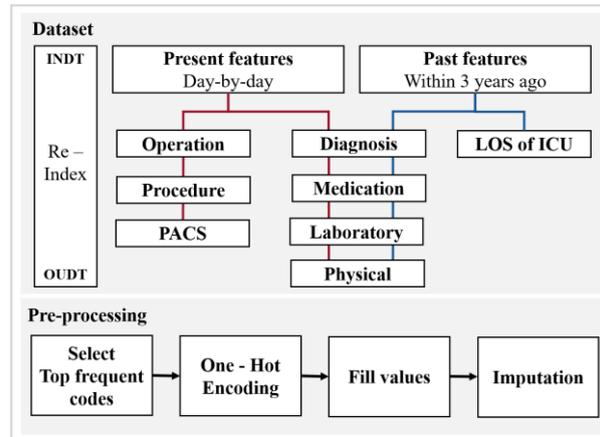 Dataset
INDT
Re –
Index
OUDT
Present features
Day-by-day
Past features
Within 3 years ago
Operation
Diagnosis
LOS of ICU
Procedure
Medication
PACS
Laboratory
Physical
Pre-processing
Select
Top frequent
codes
One - Hot
Encoding
Fill values
Imputation